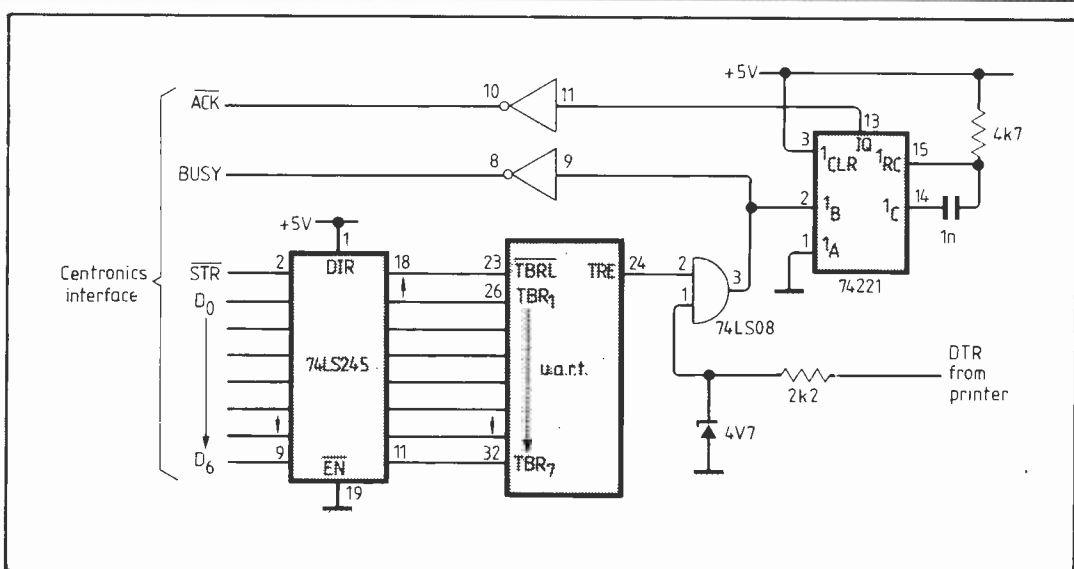 +5V
ACK
10
11
13
3
1CLR
1Q
1RC
15
4k7
BUSY
8
9
2
1B
1C
14
1n
1
1A
74221
+5V
1
Centronics
interface
STR
2
DIR
18
23
TBRL
TRE
24
2
1
3
74LS08
D0
26
TBR1
74LS245
u.a.r.t.
DTR
from
printer
2k2
4V7
D6
9
EN
11
32
TBR7
19